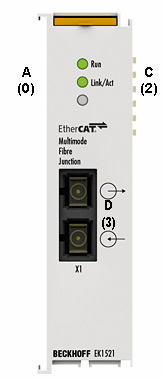 Run
A
(0)
C
(2)
Link/Act
EtherCAT
Multimode
Fibre
Junction
D
(3)
X1
BECKHOFF EK1521